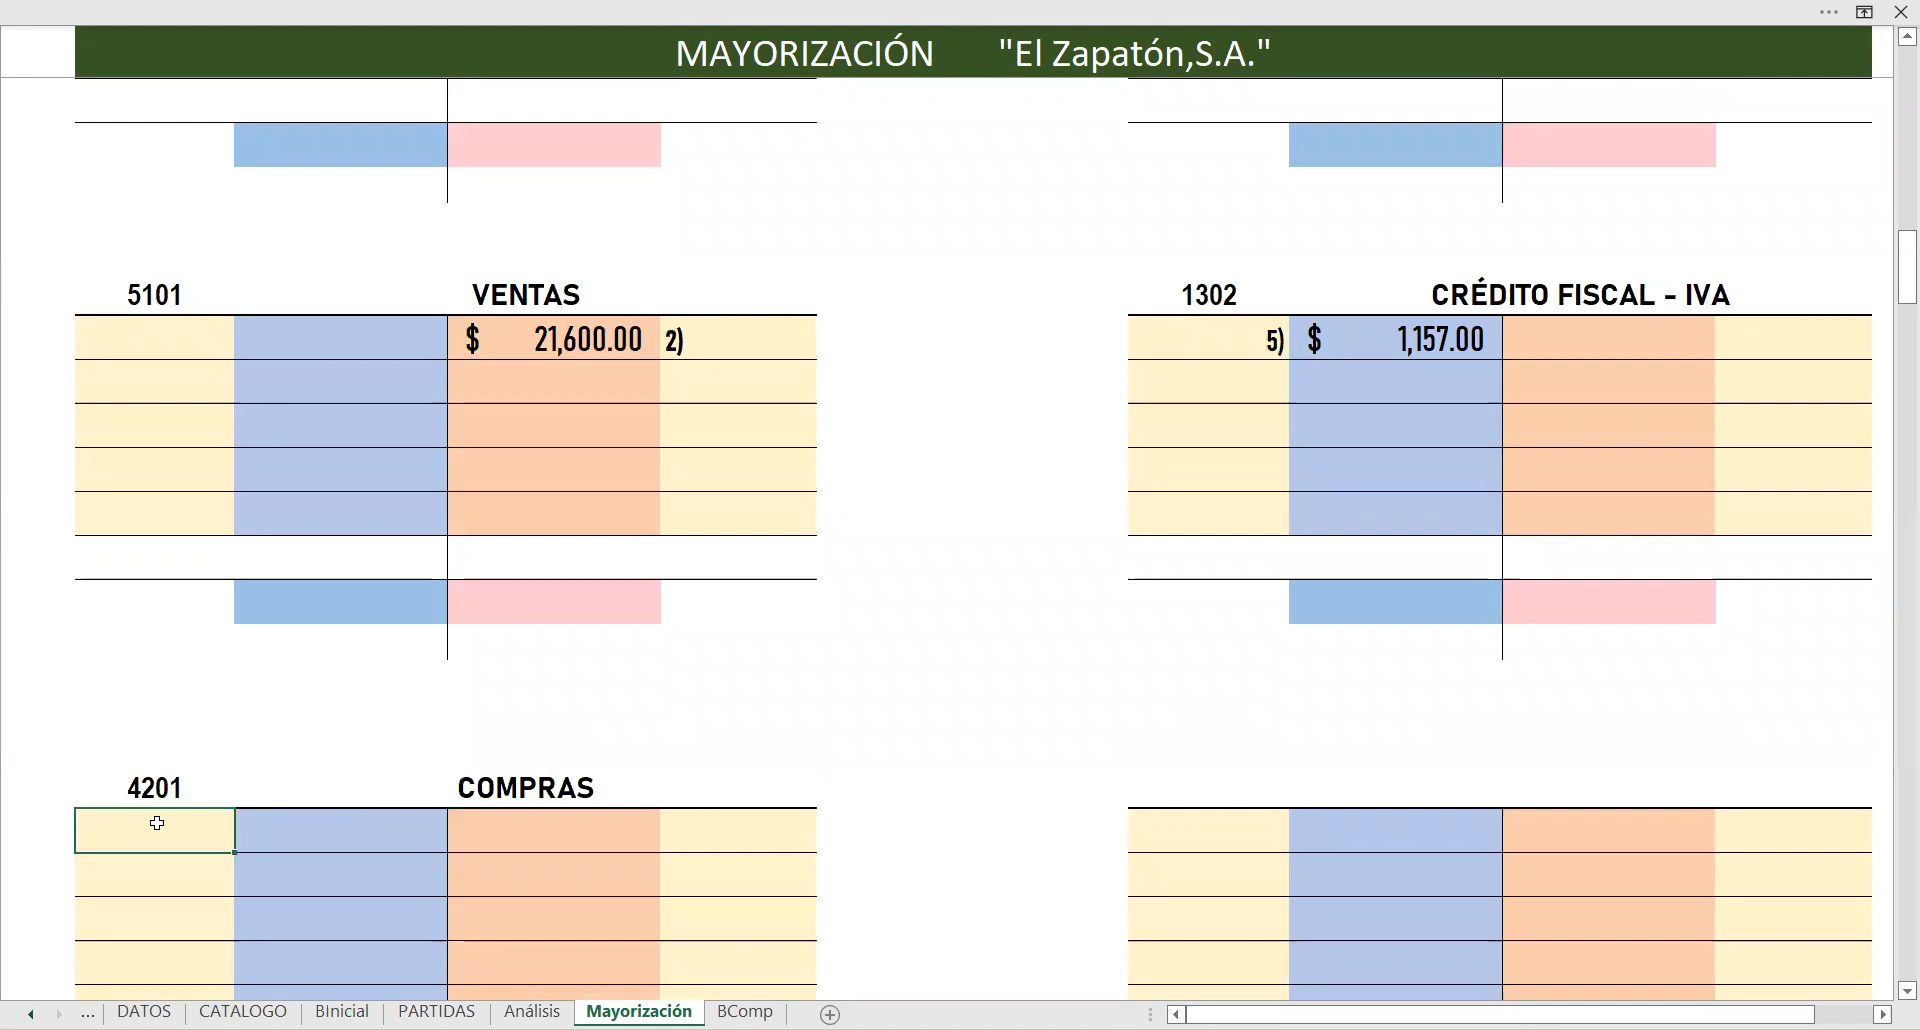 MAYORIZACIÓN "El Zapatón,S.A."
5101 VENTAS
$ 21,600.00 2)
1302 CRÉDITO FISCAL - IVA
5) $ 1,157.00
4201 COMPRAS
... DATOS CATALOGO BInicial PARTIDAS Análisis Mayorización BComp